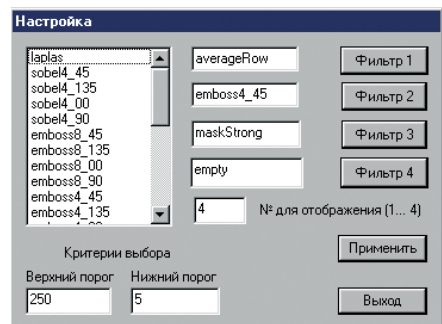 Настройка
laplas
sobel4_45
sobel4_135
sobel4_00
sobel4_90
emboss8_45
emboss8_135
emboss8_00
emboss8_90
emboss4_45
emboss4_135
averageRow
Фильтр 1
emboss4_45
Фильтр 2
maskStrong
Фильтр 3
empty
Фильтр 4
4
№ для отображения (1... 4)
Критерии выбора
Применить
Верхний порог
Нижний порог
250
5
Выход